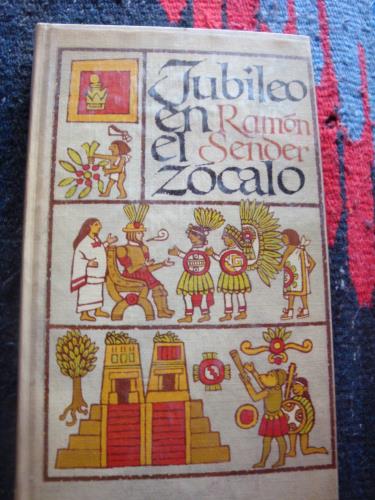 Jubileo
en Ramón
el Sender
zócalo